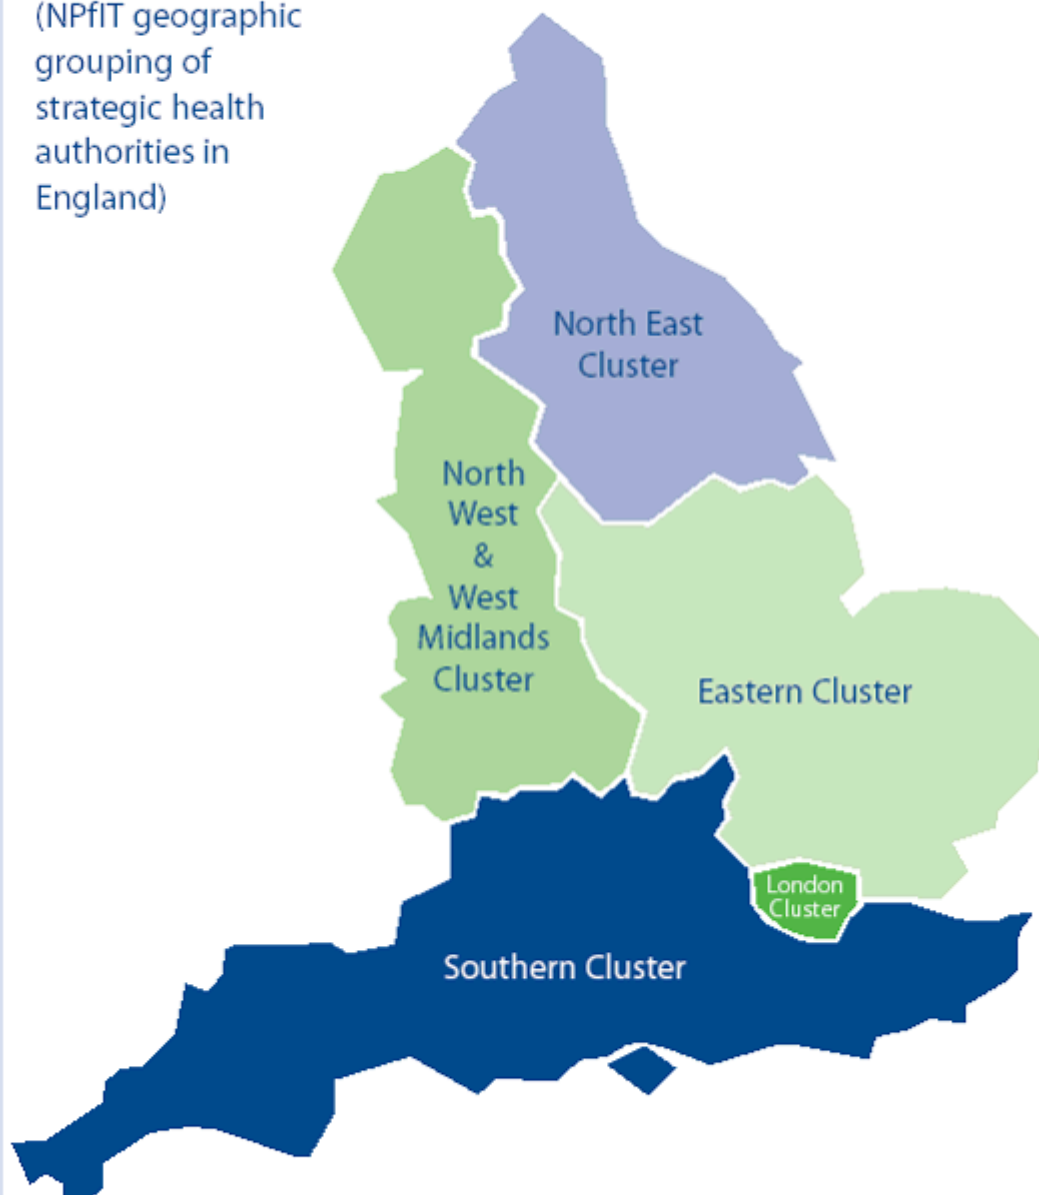 (NPfIT geographic
grouping of
strategic health
authorities in
England)
North East
Cluster
North
West
&
West
Midlands
Cluster
Eastern Cluster
London
Cluster
Southern Cluster